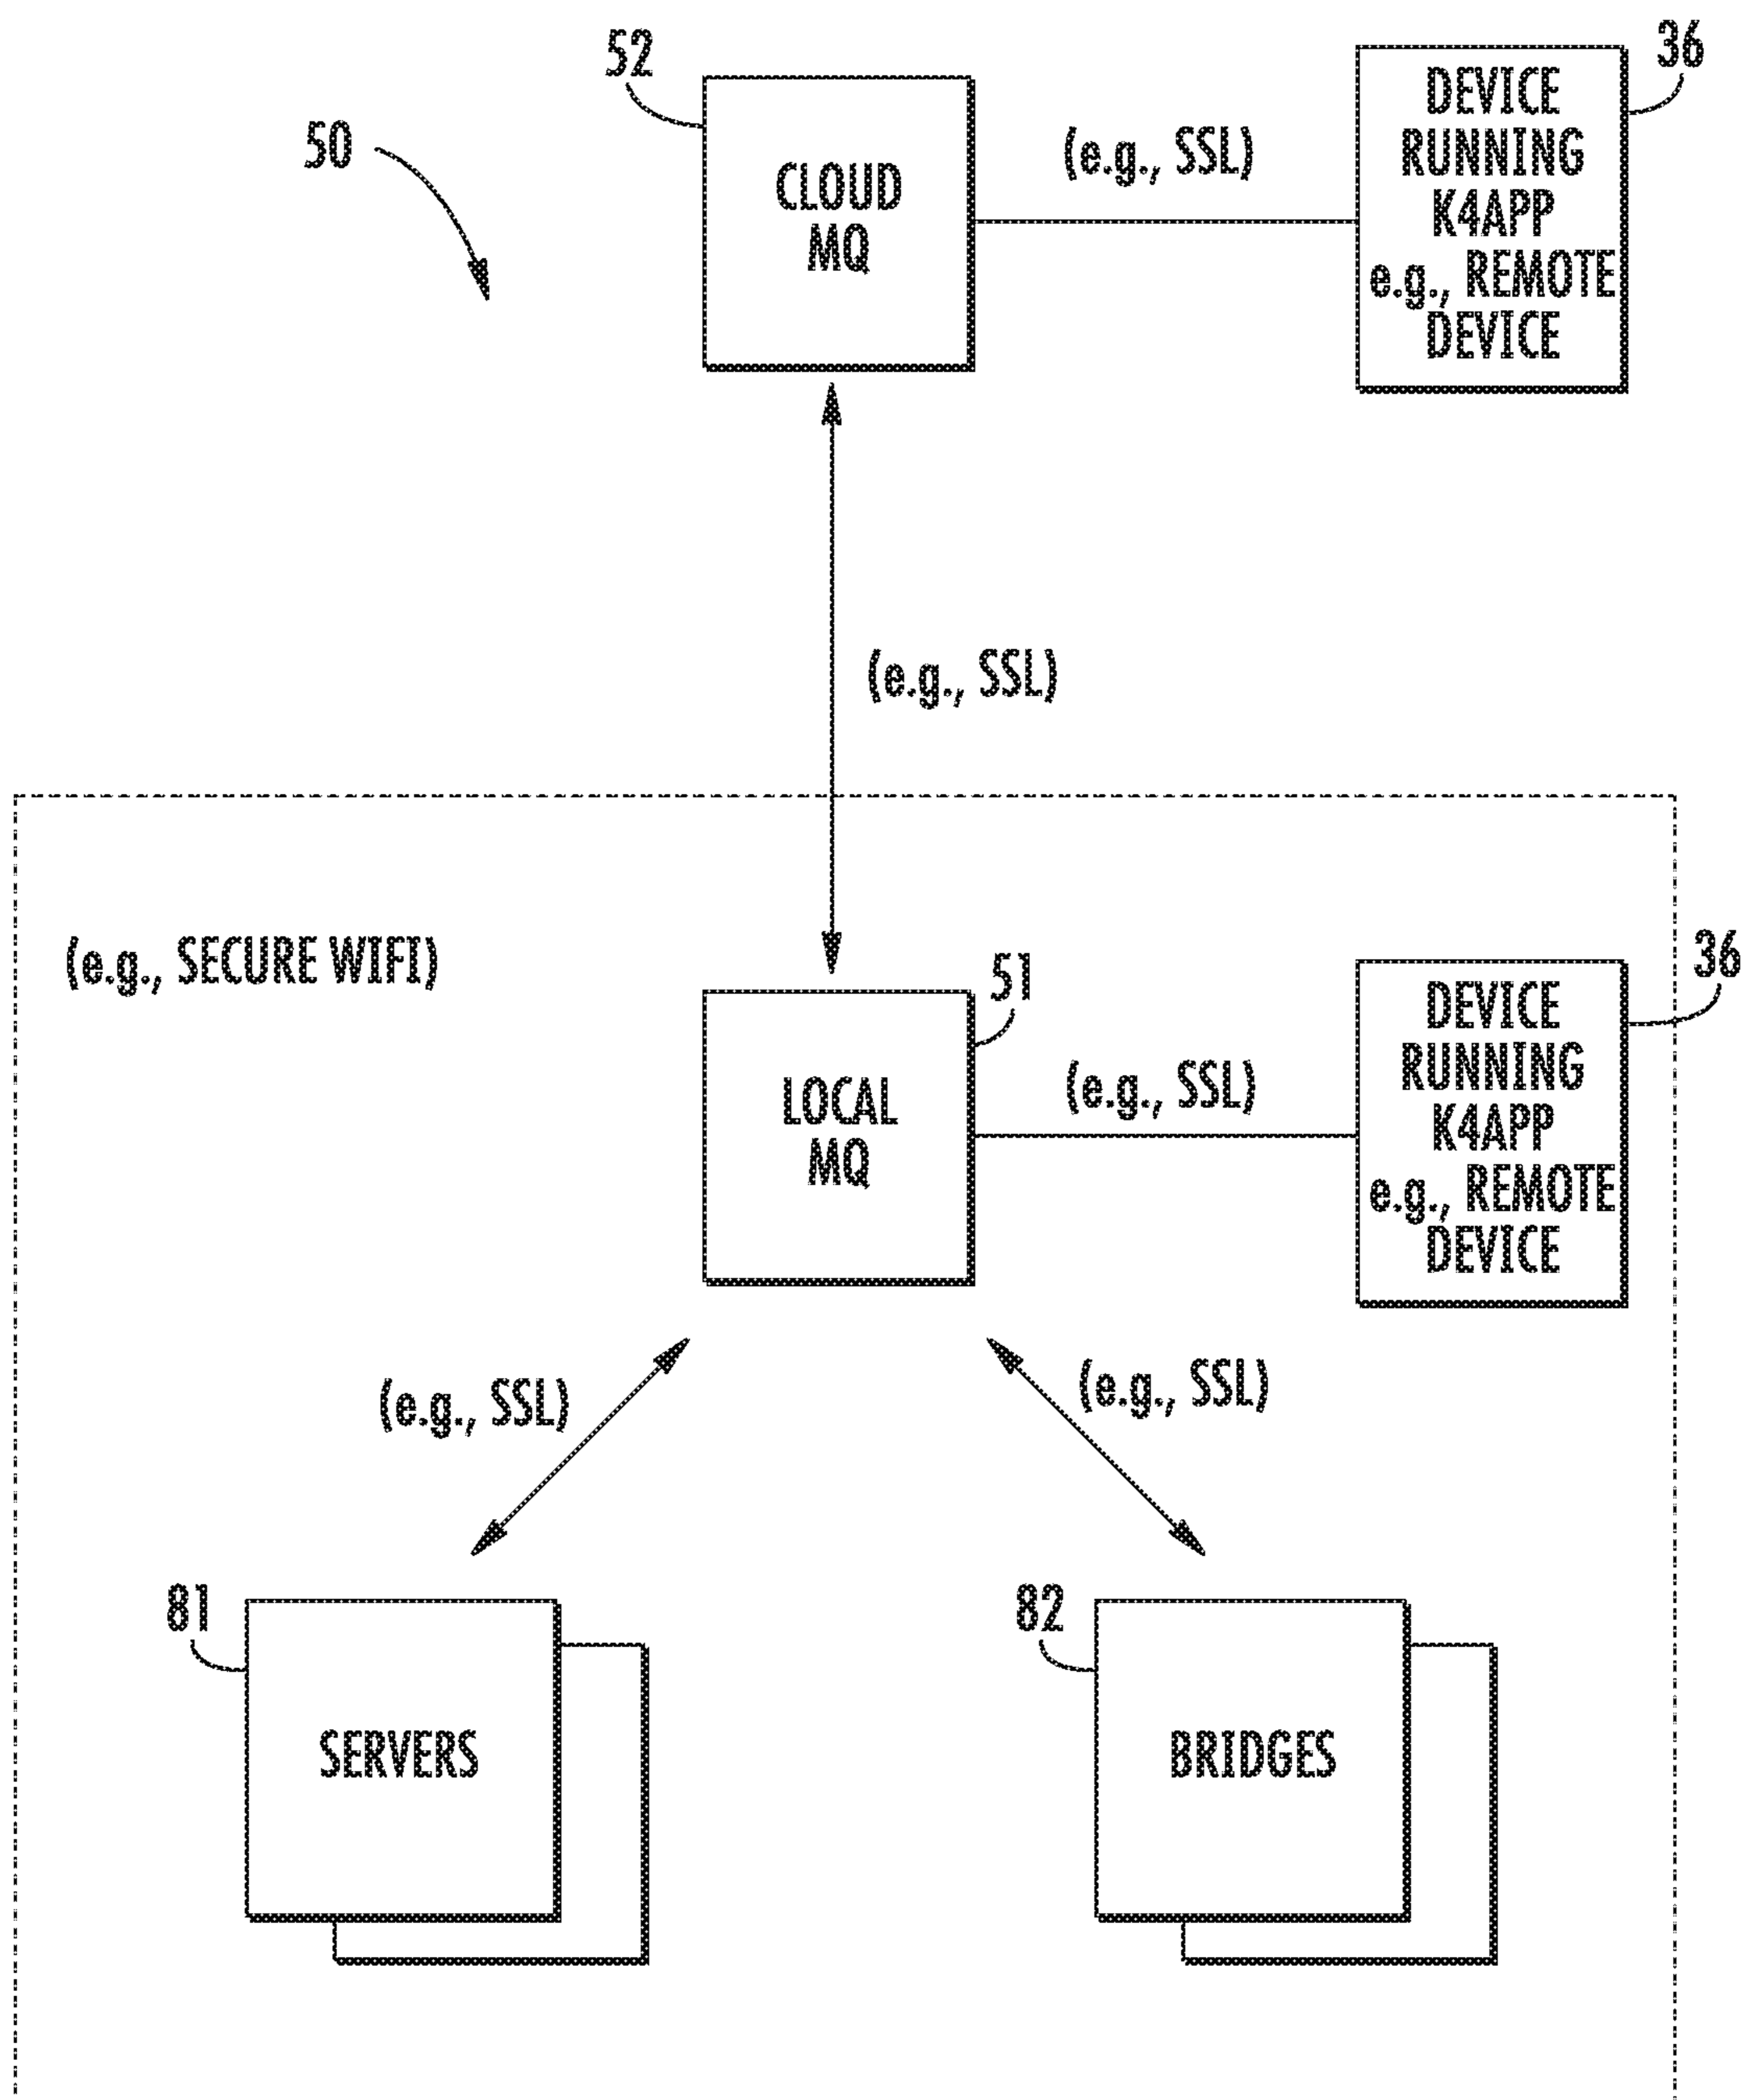 52
36
50
CLOUD
MQ
(e.g., SSL)
DEVICE
RUNNING
K4APP
e.g., REMOTE
DEVICE
(e.g., SSL)
(e.g., SECURE WIFI)
51
36
LOCAL
MQ
(e.g., SSL)
DEVICE
RUNNING
K4APP
e.g., REMOTE
DEVICE
(e.g., SSL)
(e.g., SSL)
81
82
SERVERS
BRIDGES